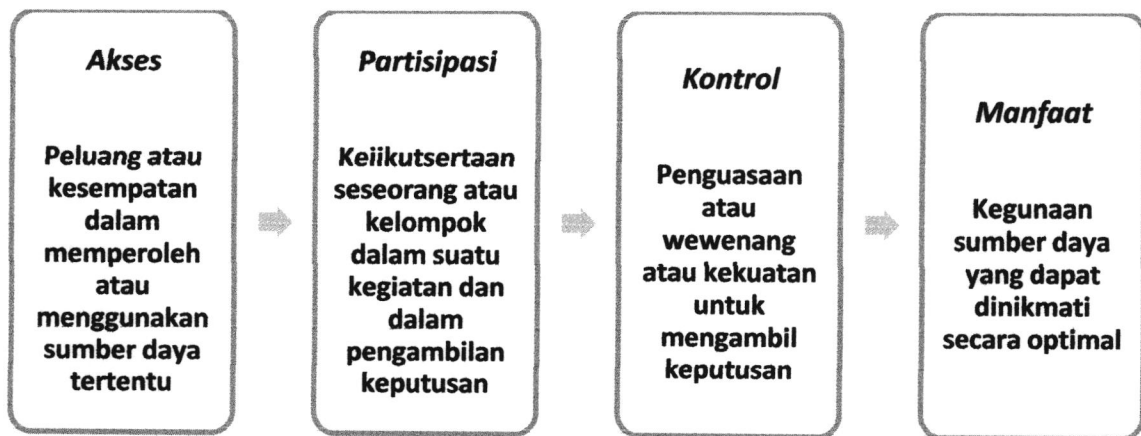 Akses
Peluang atau
kesempatan
dalam
memperoleh
atau
menggunakan
sumber daya
tertentu
Partisipasi
Keiikutsertaan
seseorang atau
kelompok
dalam suatu
kegiatan dan
dalam
pengambilan
keputusan
Kontrol
Penguasaan
atau
wewenang
atau kekuatan
untuk
mengambil
keputusan
Manfaat
Kegunaan
sumber daya
yang dapat
dinikmati
secara optimal